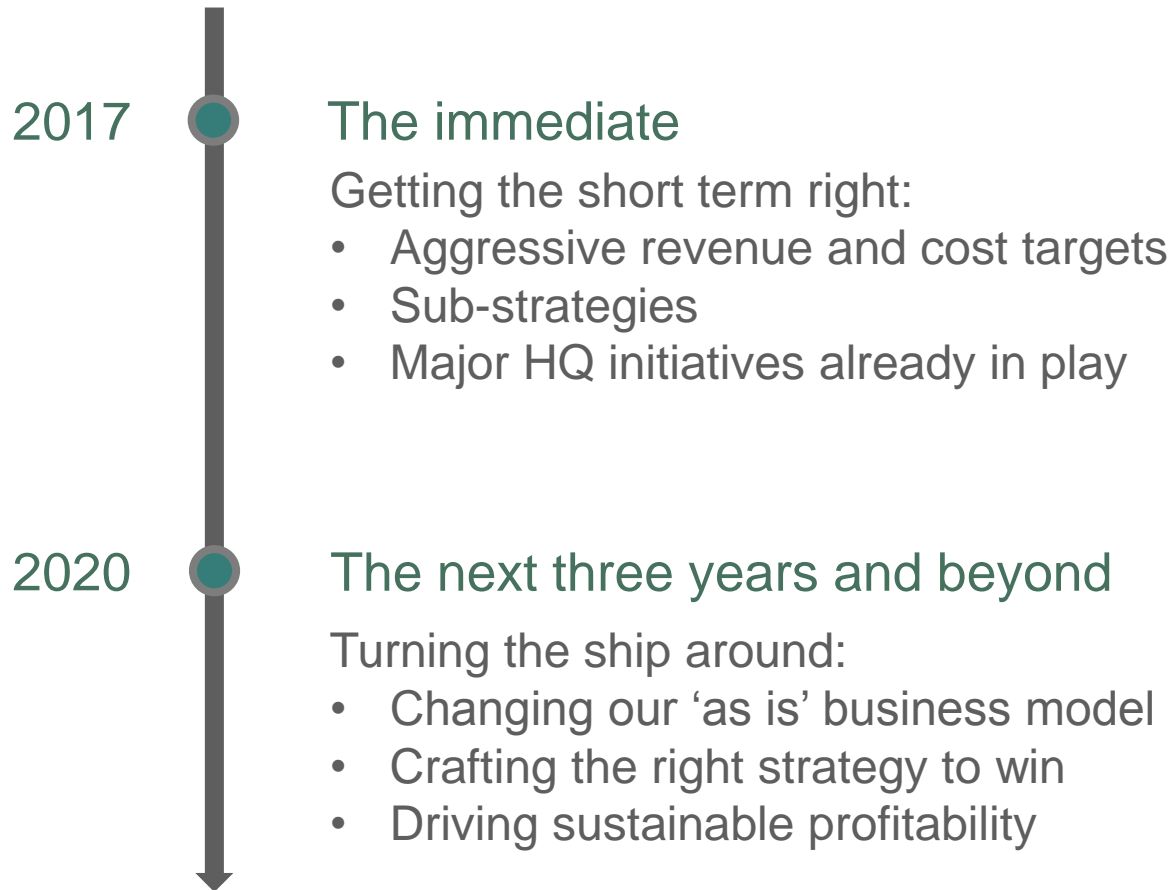 2017
The immediate
Getting the short term right:
• Aggressive revenue and cost targets
• Sub-strategies
• Major HQ initiatives already in play
2020
The next three years and beyond
Turning the ship around:
• Changing our ‘as is’ business model
• Crafting the right strategy to win
• Driving sustainable profitability